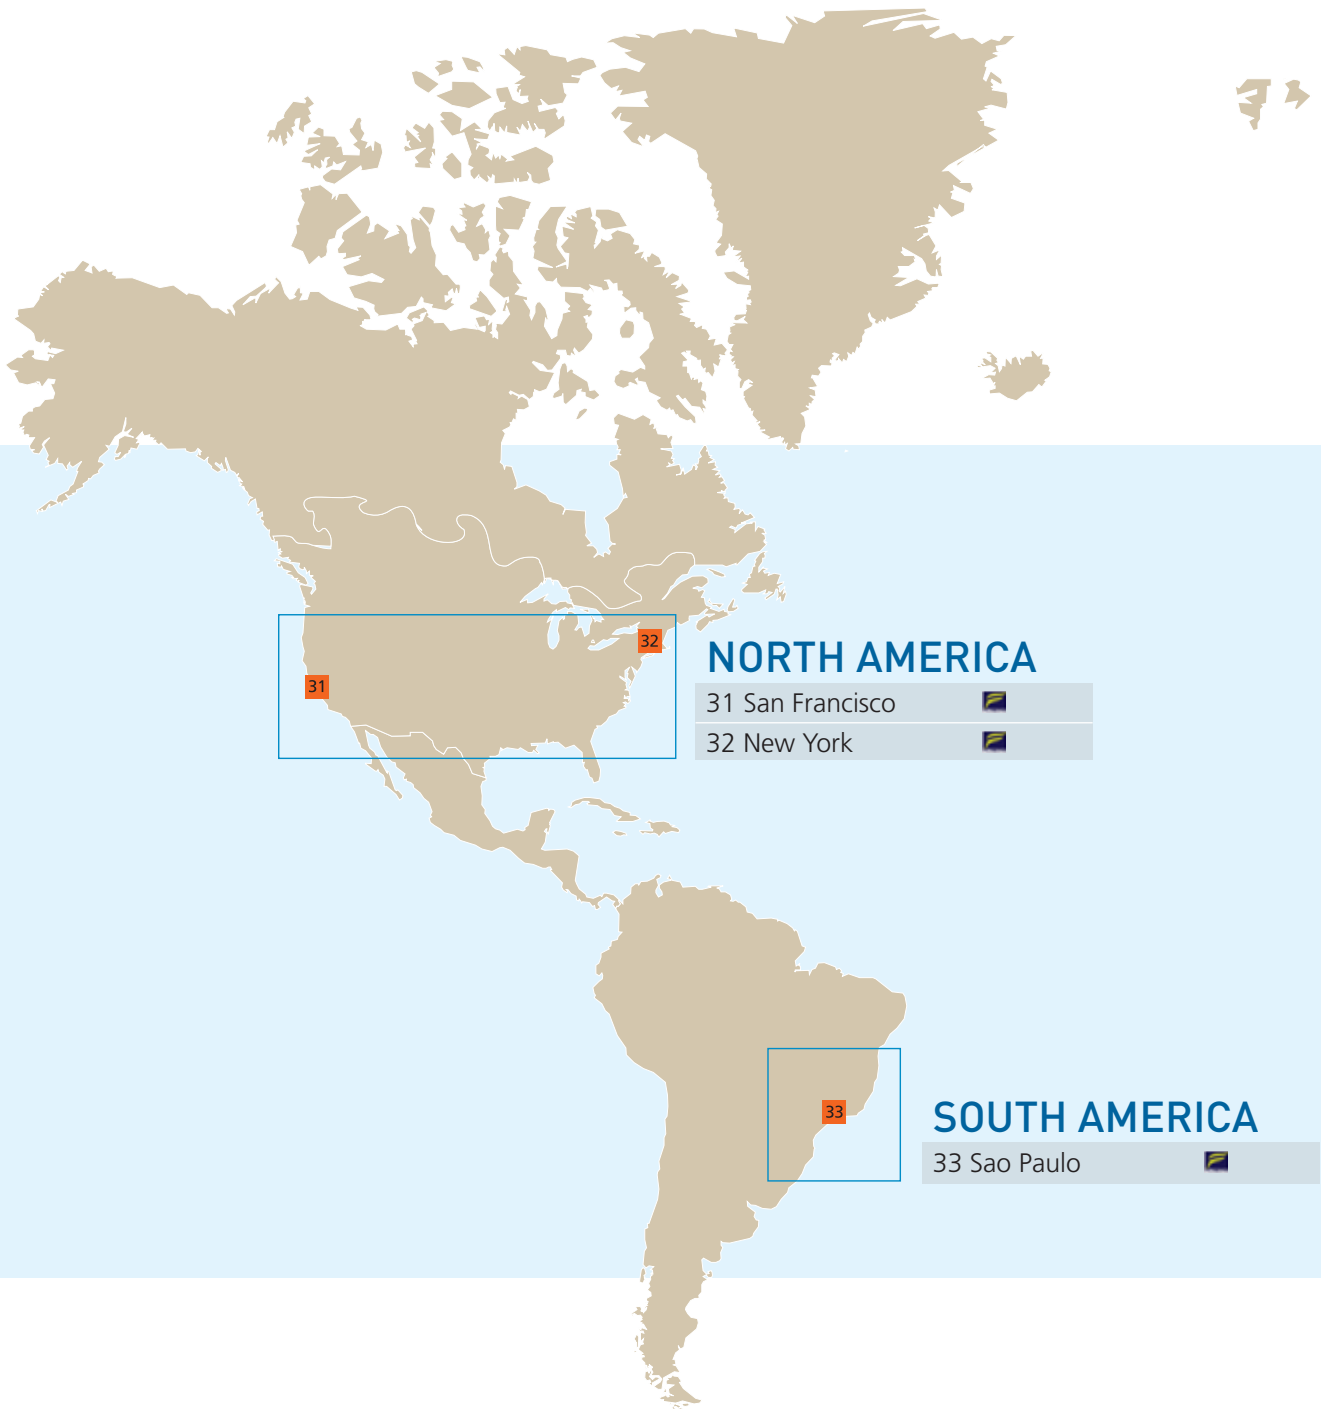 32
NORTH AMERICA
31
31 San Francisco
32 New York
33
SOUTH AMERICA
33 Sao Paulo